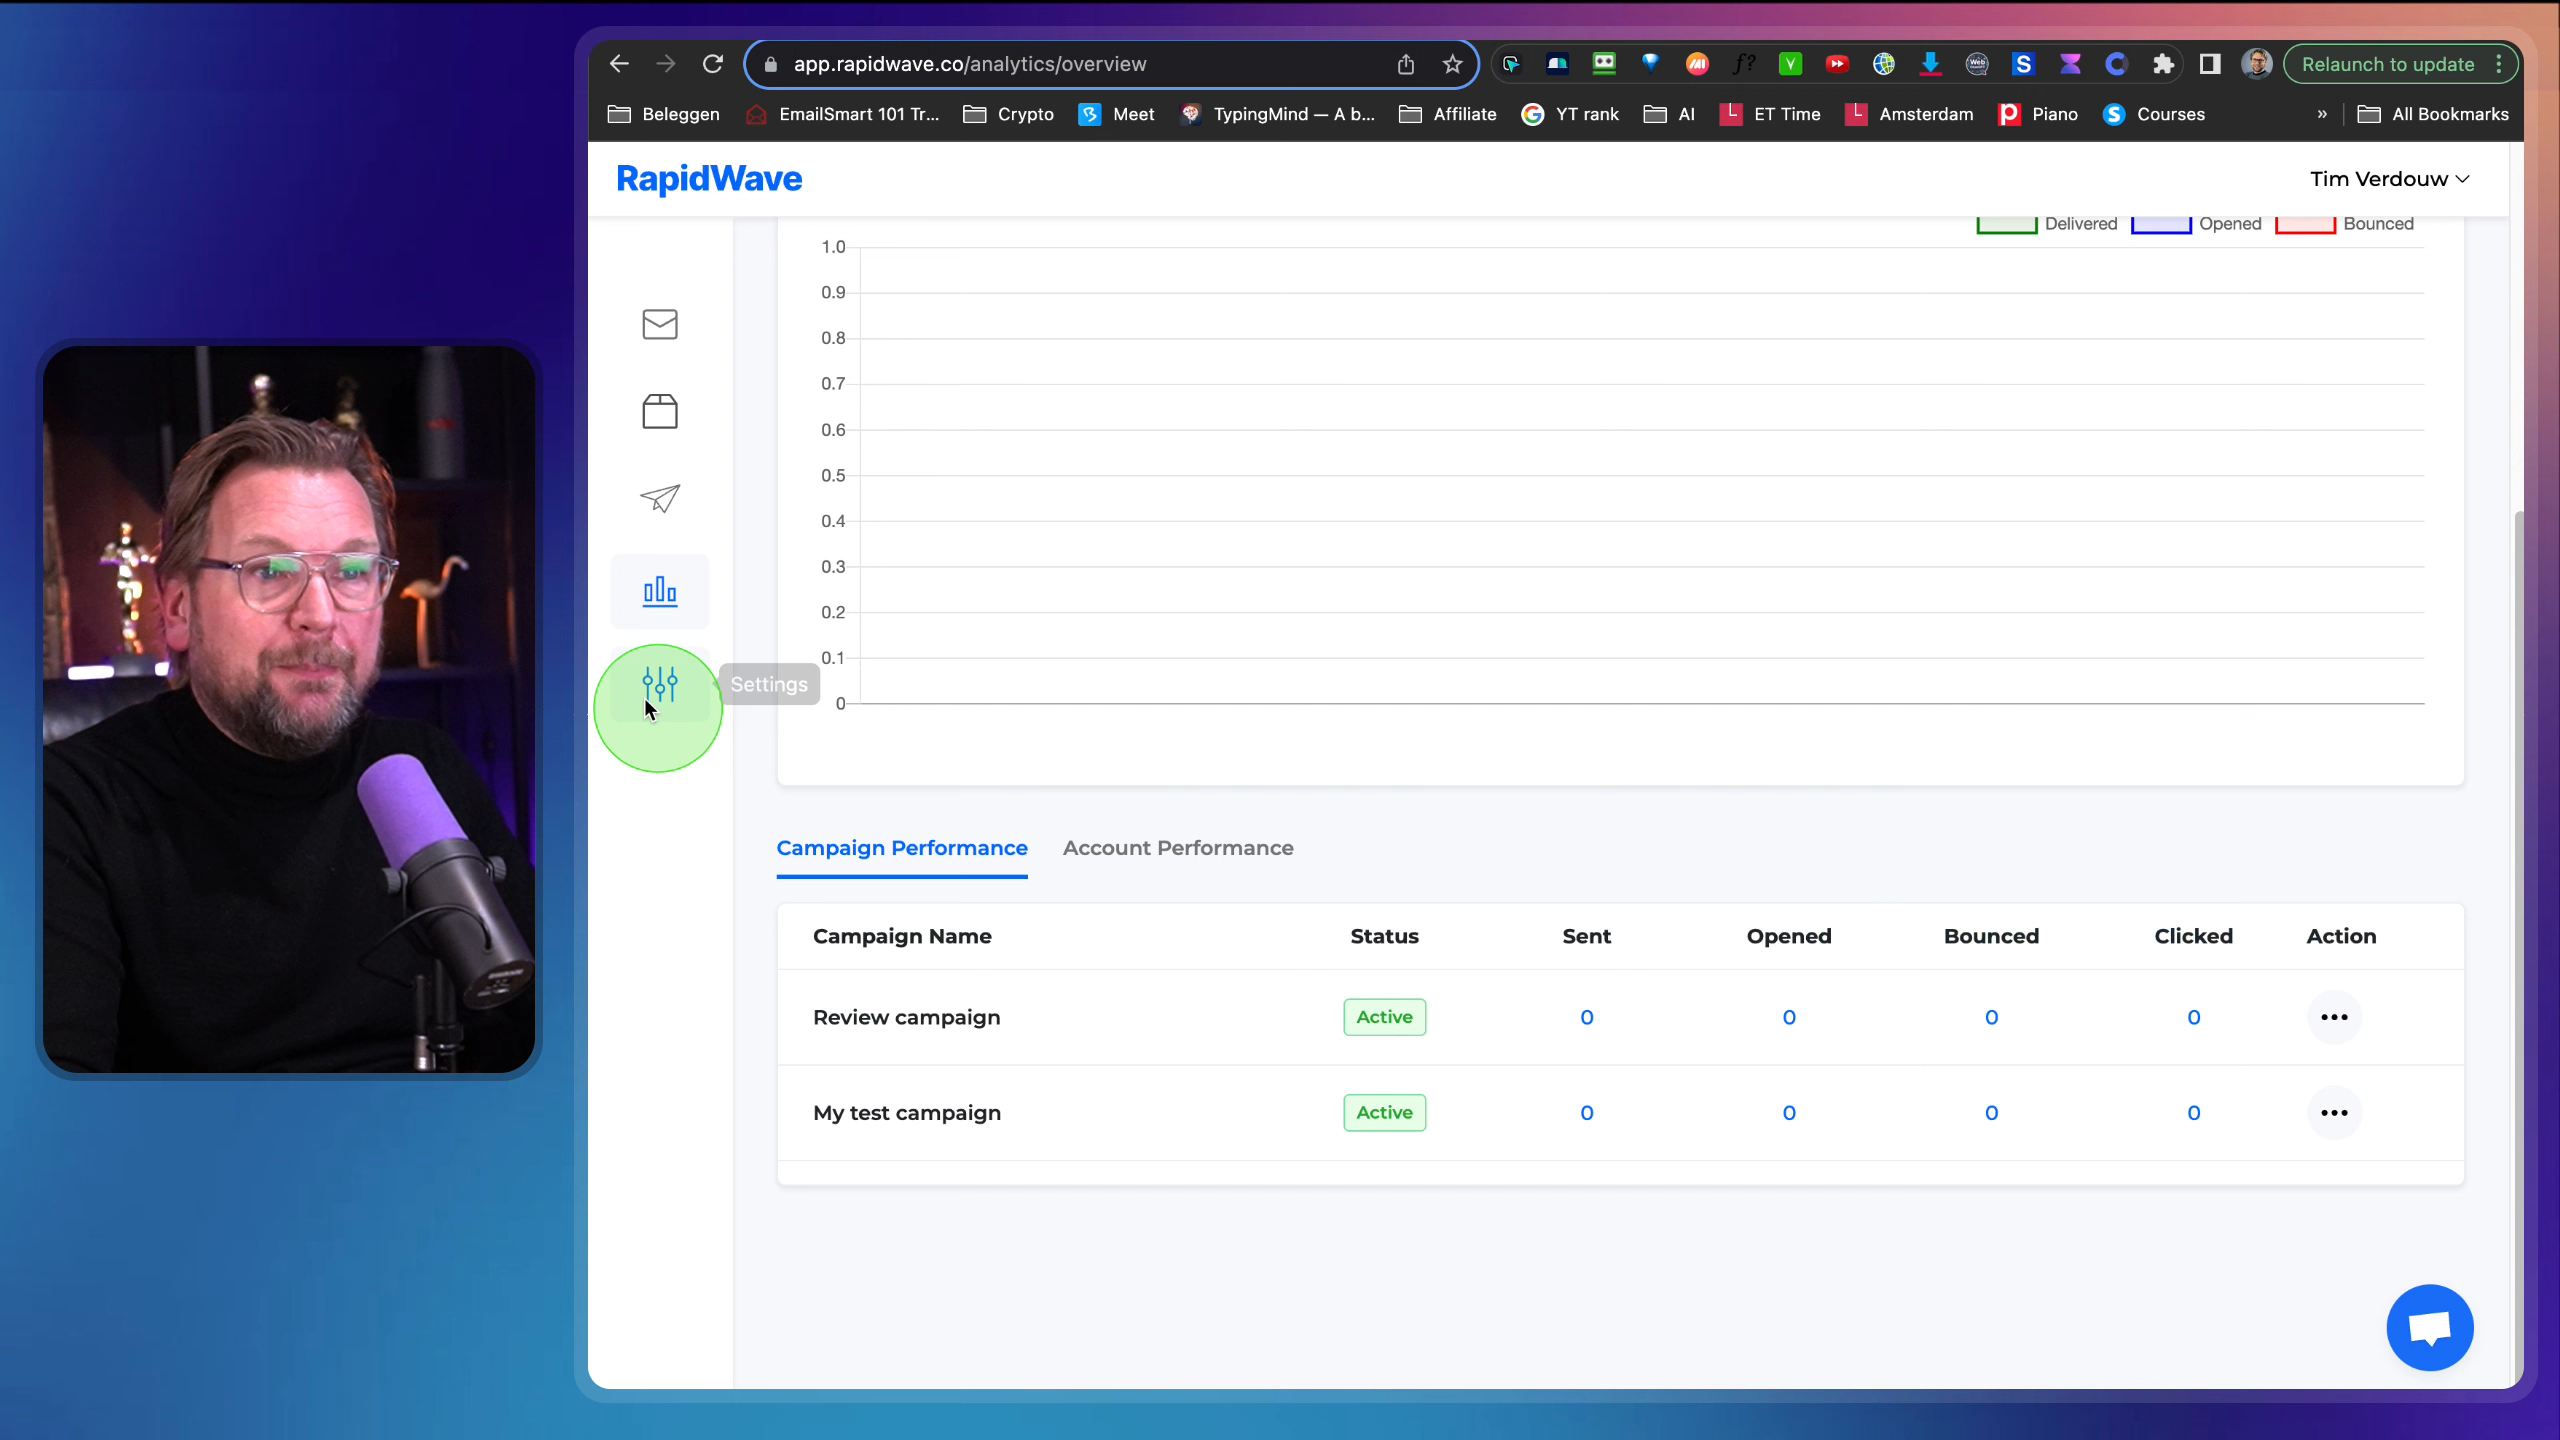 app.rapidwave.co/analytics/overview
Relaunch to update
Beleggen
EmailSmart 101 Tr...
Crypto
Meet
TypingMind — A b...
Affiliate
YT rank
AI
ET Time
Amsterdam
Piano
Courses
» All Bookmarks
RapidWave
Tim Verdouw
Delivered Opened Bounced
1.0
0.9
0.8
0.7
0.6
0.5
0.4
0.3
0.2
0.1
0
Settings
Campaign Performance Account Performance
Campaign Name Status Sent Opened Bounced Clicked Action
Review campaign Active 0 0 0 0
My test campaign Active 0 0 0 0